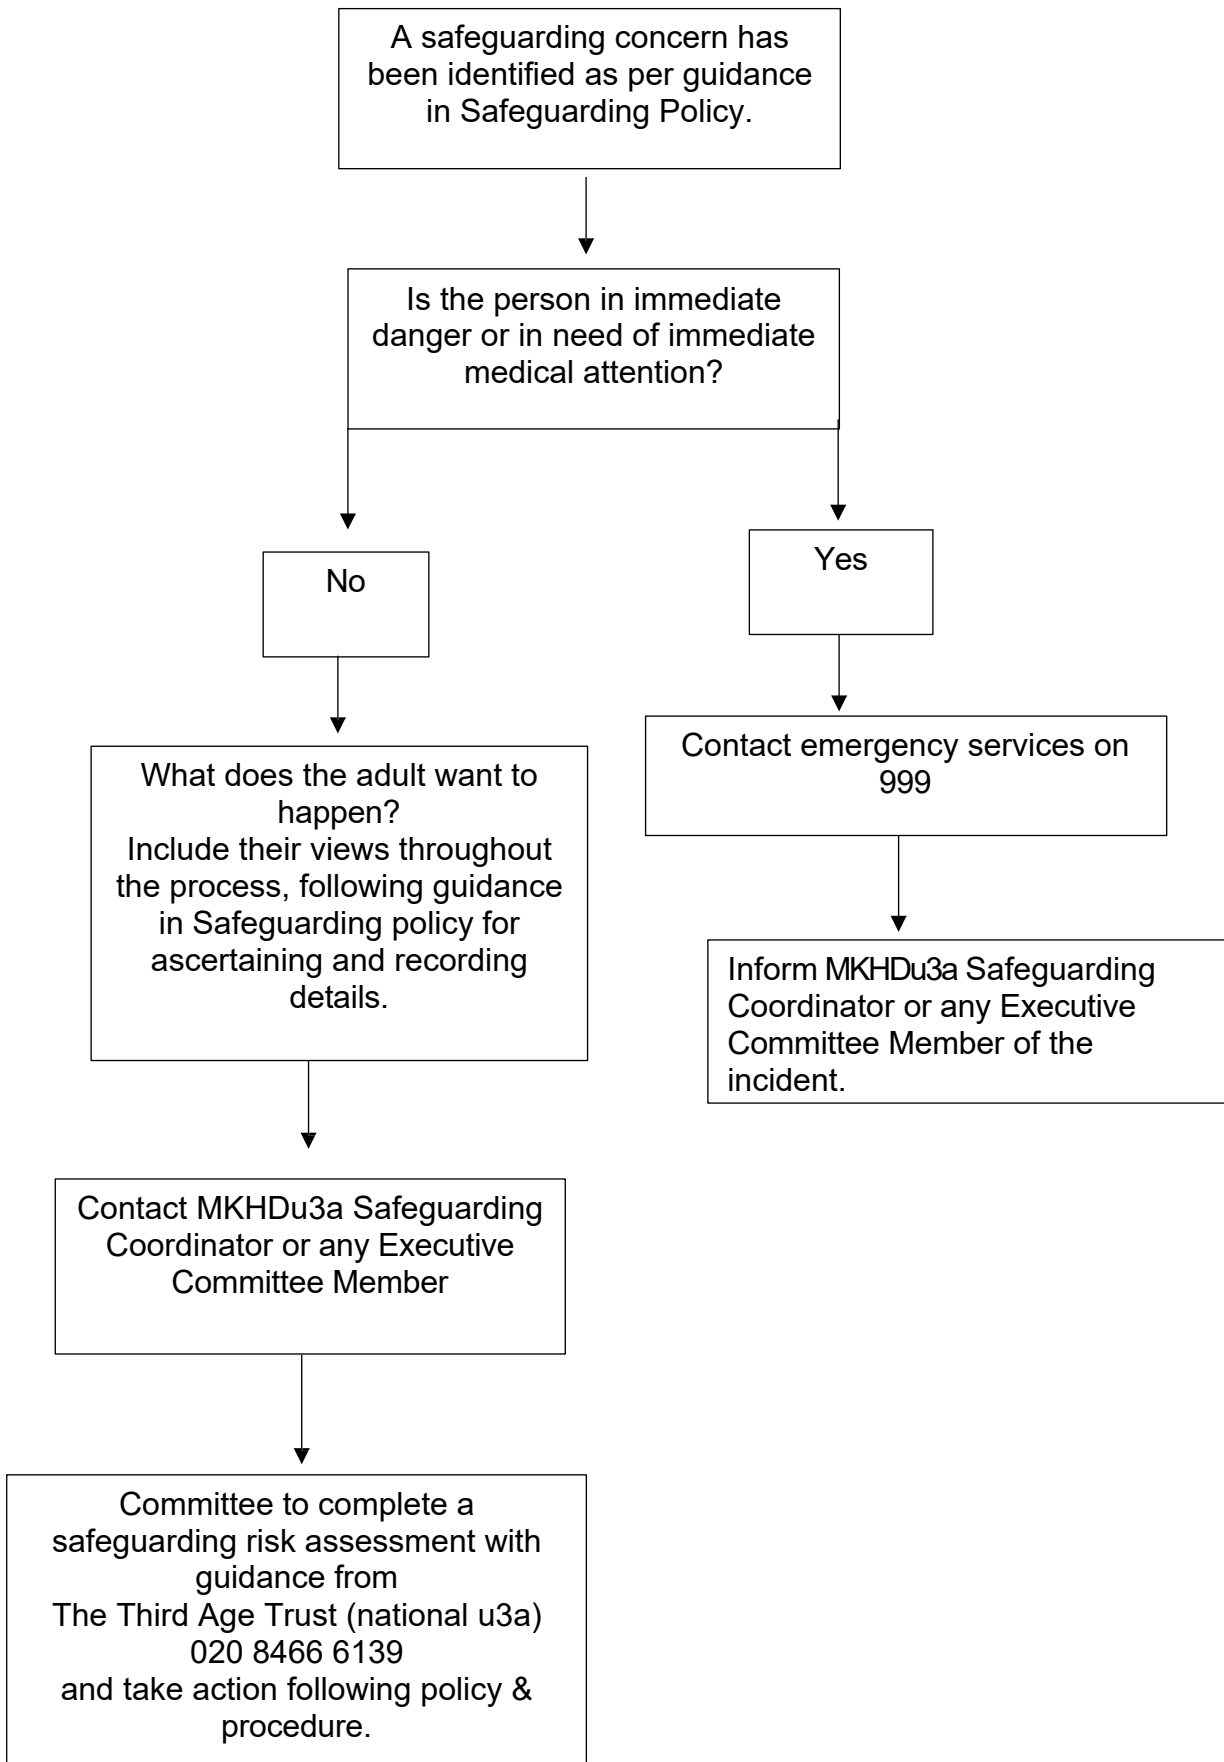 A safeguarding concern has
been identified as per guidance
in Safeguarding Policy.
Is the person in immediate
danger or in need of immediate
medical attention?
No
Yes
What does the adult want to
happen?
Include their views throughout
the process, following guidance
in Safeguarding policy for
ascertaining and recording
details.
Contact emergency services on
999
Inform MKHDu3a Safeguarding
Coordinator or any Executive
Committee Member of the
incident.
Contact MKHDu3a Safeguarding
Coordinator or any Executive
Committee Member
Committee to complete a
safeguarding risk assessment with
guidance from
The Third Age Trust (national u3a)
020 8466 6139
and take action following policy &
procedure.